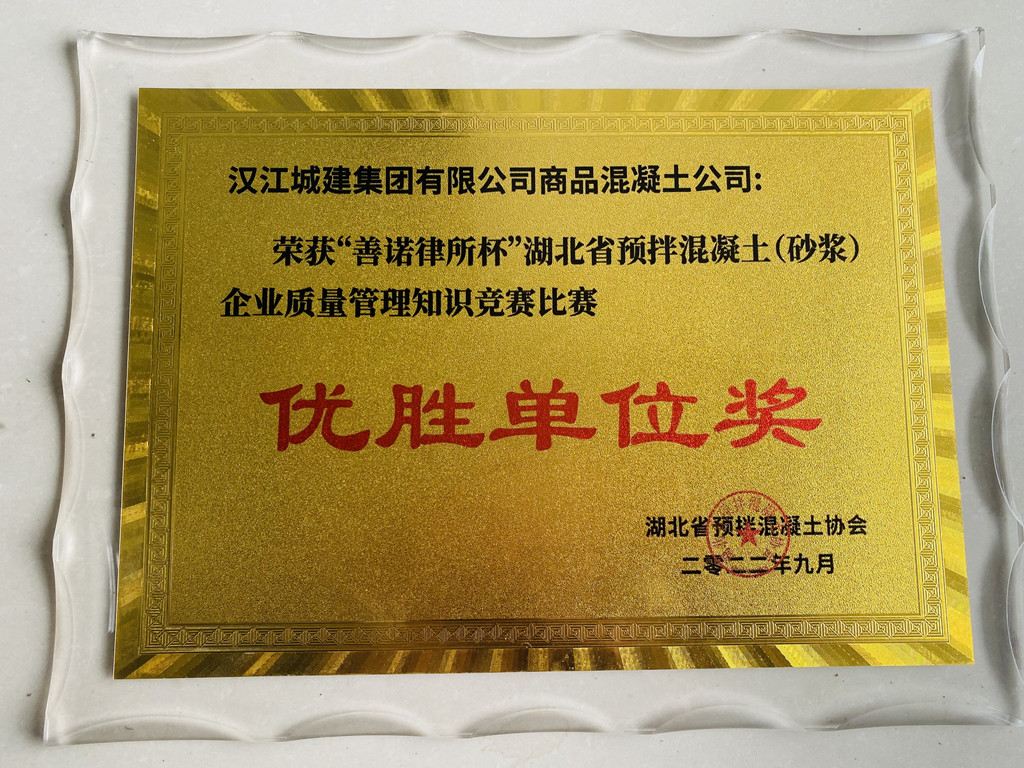 汉江城建集团有限公司商品混凝土公司:
荣获“善诺律所杯”湖北省预拌混凝土(砂浆)
企业质量管理知识竞赛比赛
优胜单位奖
湖北省预拌混凝土协会
二零二二年九月